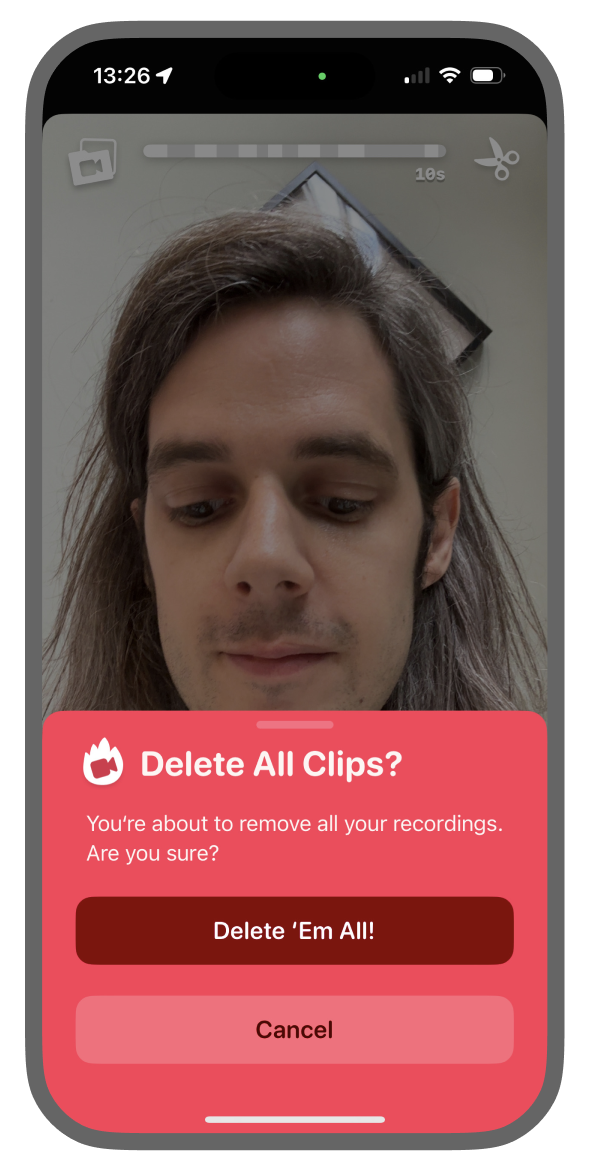 13:26
10s
Delete All Clips?
You’re about to remove all your recordings.
Are you sure?
Delete ‘Em All!
Cancel